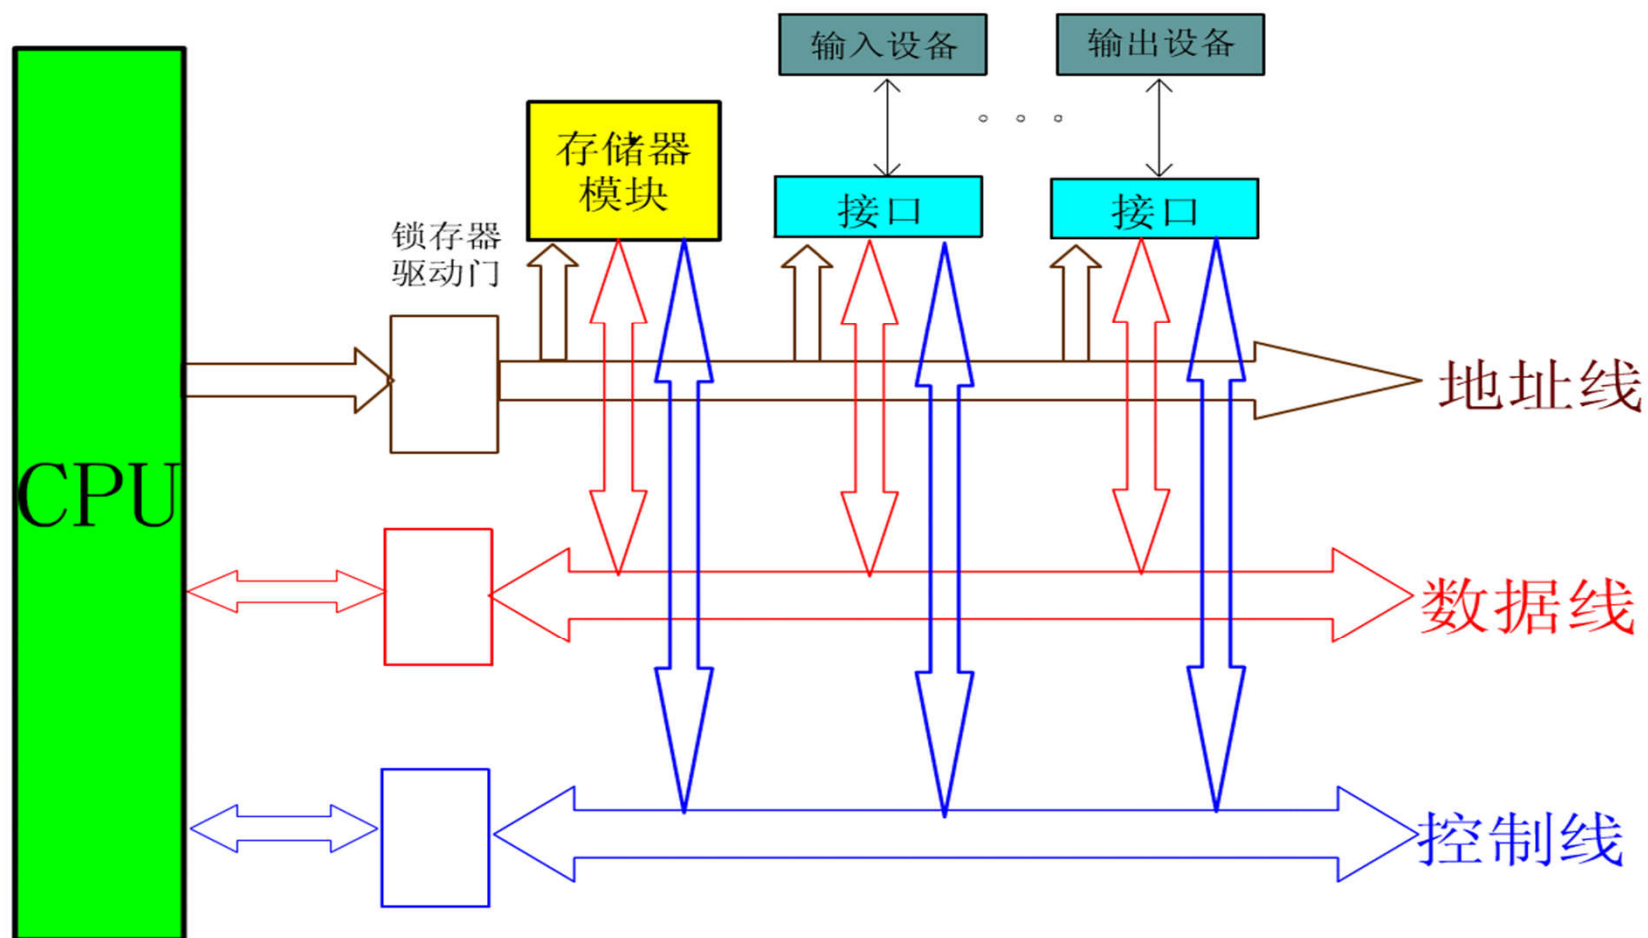 输入设备
输出设备
存储器
模块
接口
接口
锁存器
驱动门
地址线
CPU
数据线
控制线